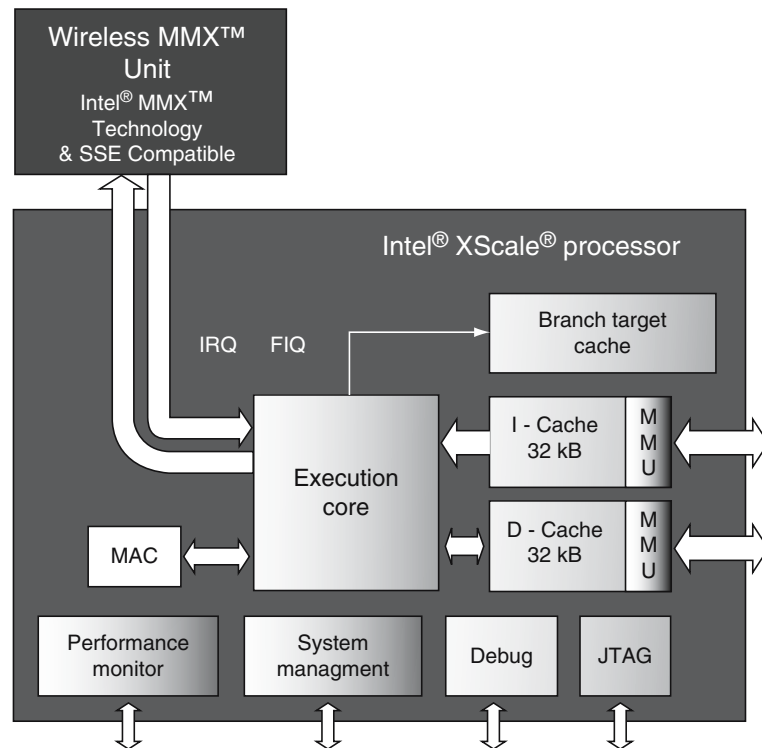 Wireless MMX™
Unit
Intel® MMX™
Technology
& SSE Compatible
Intel® XScale® processor
Branch target
cache
IRQ FIQ
I - Cache
32 kB
M
M
U
Execution
core
D - Cache
32 kB
M
M
U
MAC
Performance
monitor
System
managment
Debug
JTAG